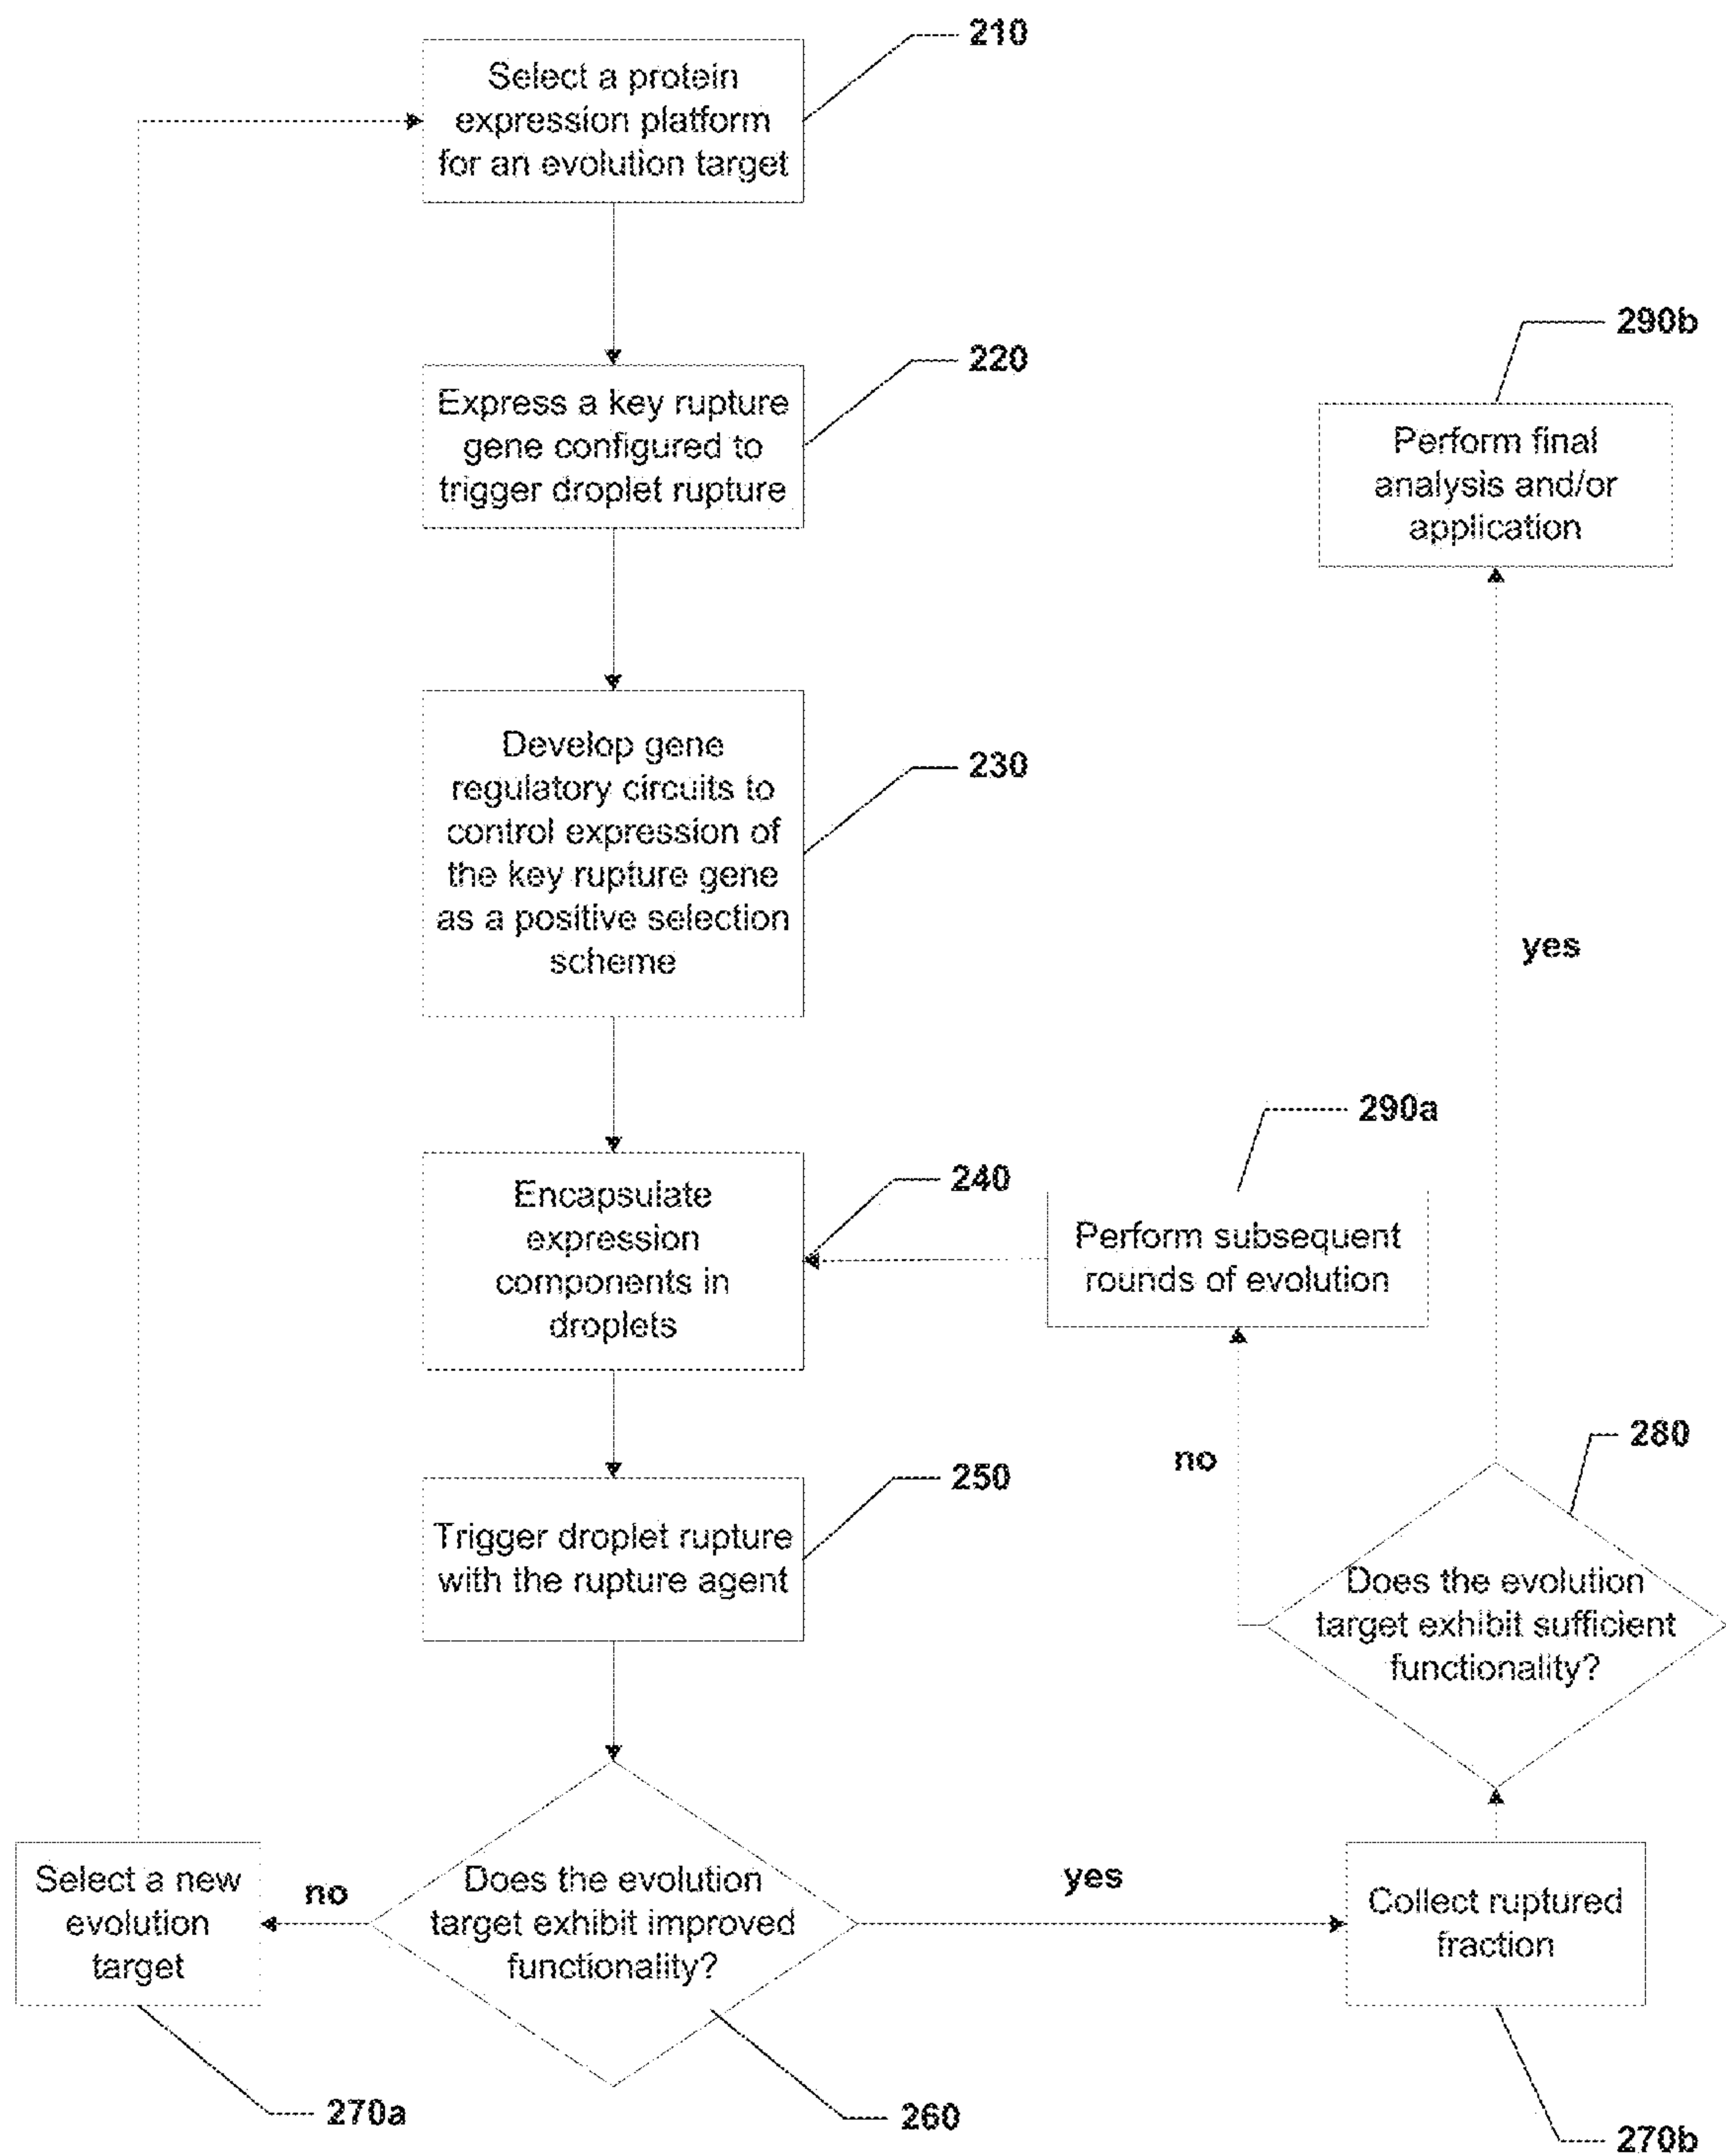 210
Select a protein
expression platform
for an evolution target
220
Express a key rupture
gene configured to
trigger droplet rupture
290b
Perform final
analysis and/or
application
230
Develop gene
regulatory circuits to
control expression of
the key rupture gene
as a positive selection
scheme
yes
290a
Perform subsequent
rounds of evolution
240
Encapsulate
expression
components in
droplets
no
280
Does the evolution
target exhibit sufficient
functionality?
250
Trigger droplet rupture
with the rupture agent
Select a new
evolution
target
no
Does the evolution
target exhibit improved
functionality?
yes
Collect ruptured
fraction
270a
260
270b